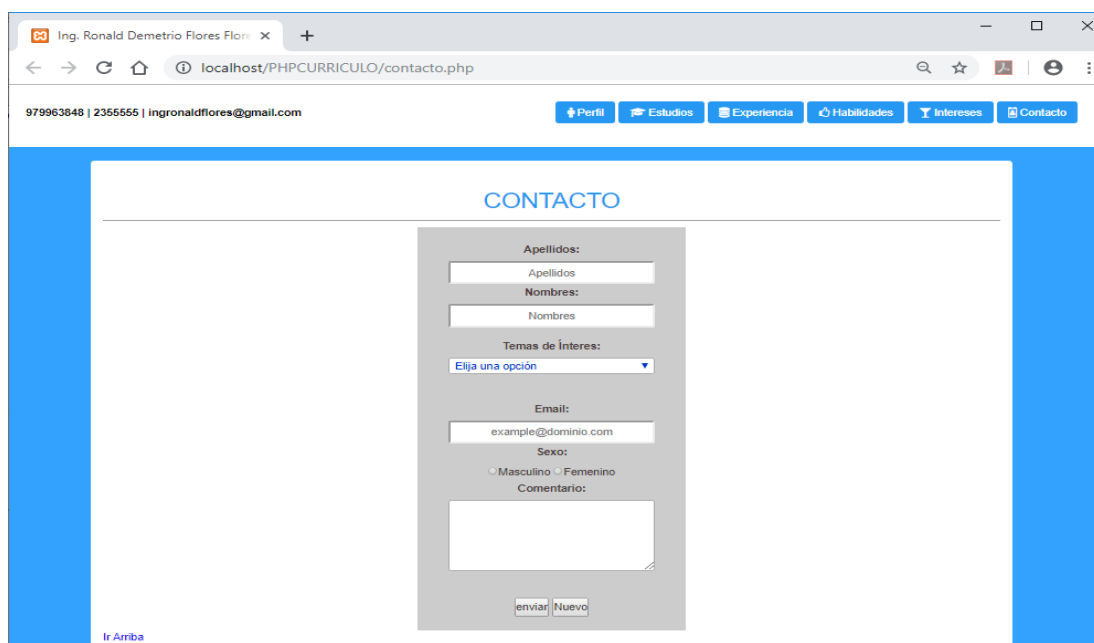 Ing. Ronald Demetrio Flores Flore
localhost/PHPCURRICULO/contacto.php
979963848 | 2355555 | ingronaldflores@gmail.com
Perfil Estudios Experiencia Habilidades Intereses Contacto
CONTACTO
Apellidos:
Apellidos
Nombres:
Nombres
Temas de Ínteres:
Elija una opción
Email:
example@dominio.com
Sexo:
Masculino Femenino
Comentario:
enviar Nuevo
Ir Arriba